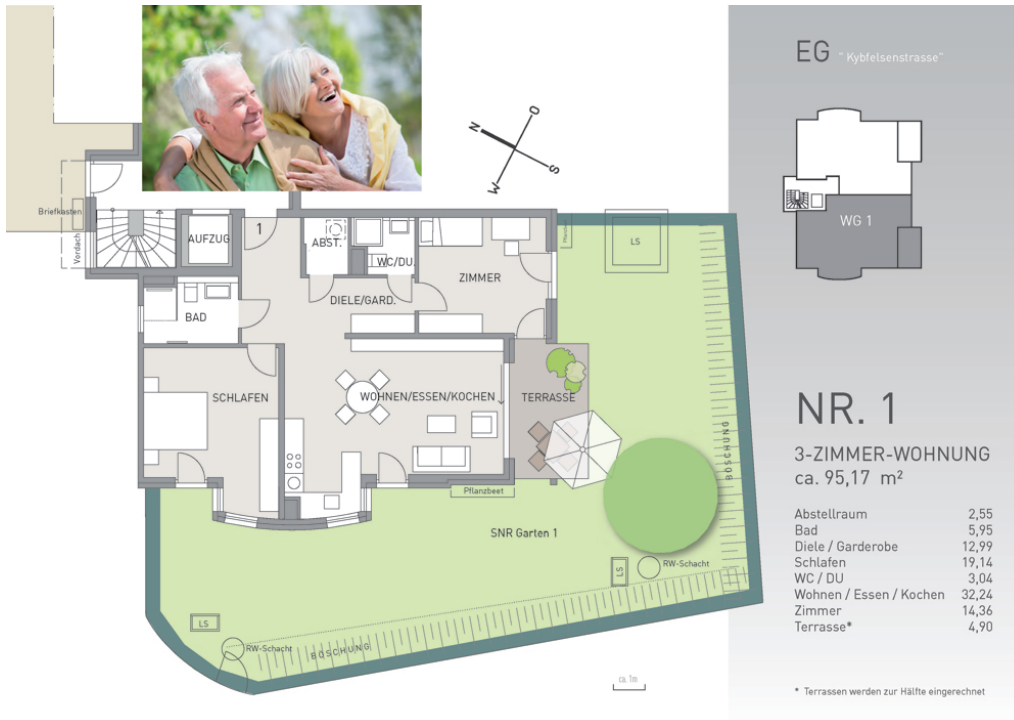 EG " Kybfelsenstrasse"
WG 1
NR. 1
3-ZIMMER-WOHNUNG
ca. 95,17 m²
Abstellraum 2,55
Bad 5,95
Diele / Garderobe 12,99
Schlafen 19,14
WC / DU 3,04
Wohnen / Essen / Kochen 32,24
Zimmer 14,36
Terrasse* 4,90
* Terrassen werden zur Hälfte eingerechnet
N
O
S
W
Briefkasten
Vordach
AUFZUG
1
ABST.
WC/DU.
ZIMMER
LS
DIELE/GARD.
BAD
SCHLAFEN
WOHNEN/ESSEN/KOCHEN
TERRASSE
BÖSCHUNG
Pflanzbeet
SNR Garten 1
LS
RW-Schacht
LS
RW-Schacht
BÖSCHUNG
ca. 1m